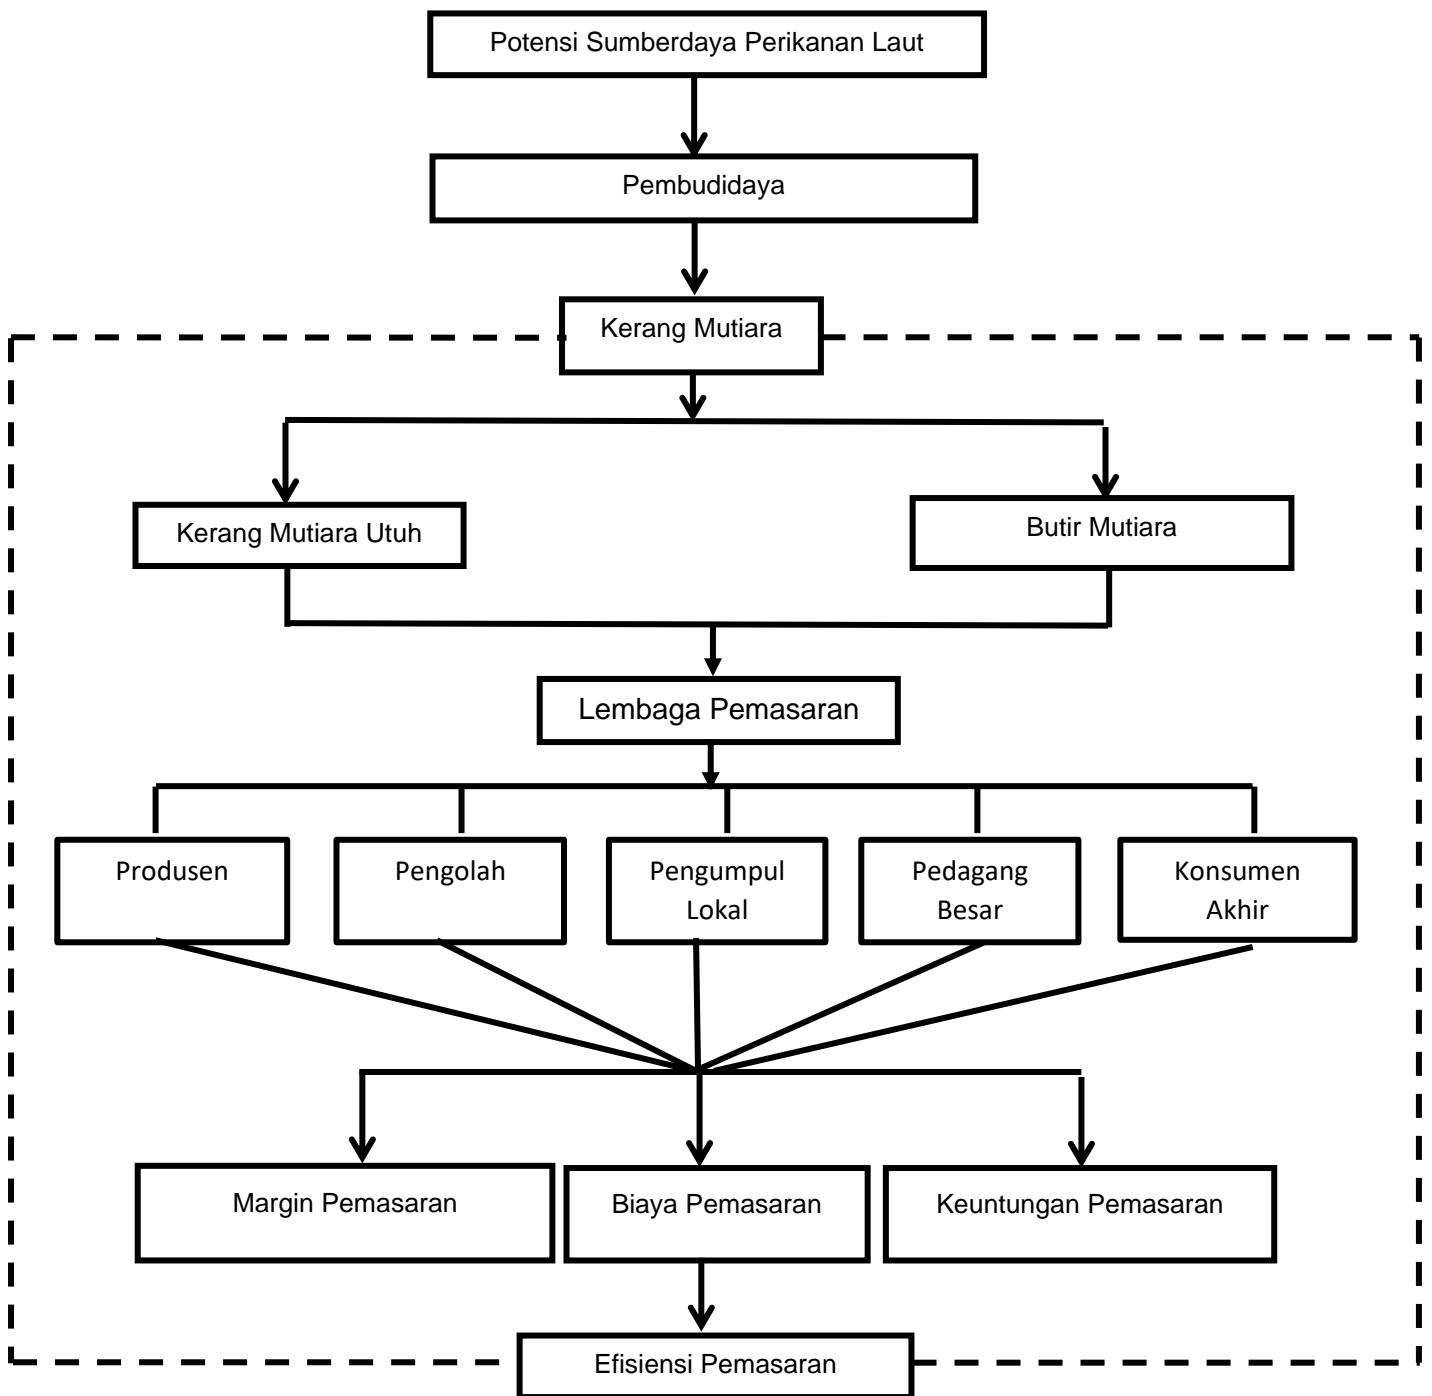 Potensi Sumberdaya Perikanan Laut
Pembudidaya
Kerang Mutiara
Kerang Mutiara Utuh
Butir Mutiara
Lembaga Pemasaran
Produsen
Pengolah
Pengumpul
Lokal
Pedagang
Besar
Konsumen
Akhir
Margin Pemasaran
Biaya Pemasaran
Keuntungan Pemasaran
Efisiensi Pemasaran